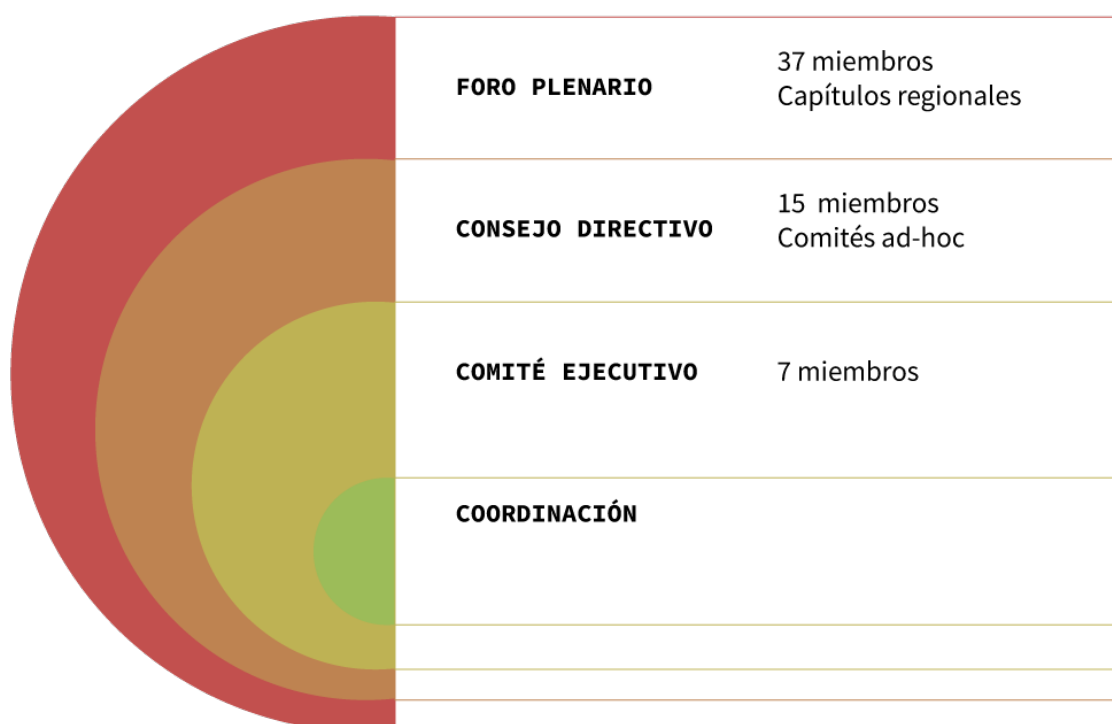 FORO PLENARIO
37 miembros
Capítulos regionales
CONSEJO DIRECTIVO
15 miembros
Comités ad-hoc
COMITÉ EJECUTIVO
7 miembros
COORDINACIÓN